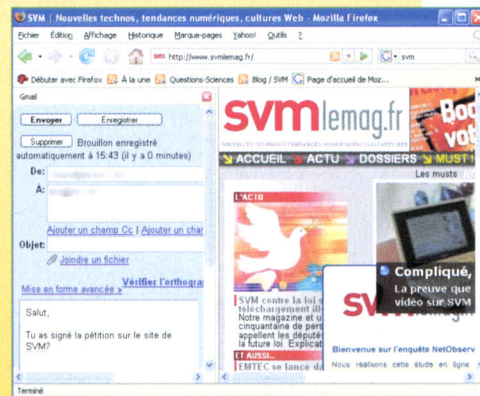 SVM | Nouvelles technos, tendances numériques, cultures Web - Mozilla Firefox
Fichier Édition Affichage Historique Marque-pages Yahoo! Outils ?
http://www.svmlemag.fr/
svm
Débuter avec Firefox À la une Questions-Sciences Blog / SVM Page d'accueil de Moz...
Gmail
Envoyer Enregistrer
Supprimer Brouillon enregistré
automatiquement à 15:43 (il y a 0 minutes)
De:
À:
Ajouter un champ Cc | Ajouter un char
Objet:
Joindre un fichier
Mise en forme avancée » Vérifier l'orthogra
Salut,
Tu as signé la pétition sur le site de
SVM?
Terminé
svmlemag.fr
ACCUEIL ACTU DOSSIERS MUST
Les musts
L'ACTU
SVM contre la loi s
téléchargement ill
Notre magazine et u
cinquantaine de pers
appellent les députés
la future loi. Explicat
ET AUSSI...
EMTEC se lance da
Compliqué,
La preuve que
vidéo sur SVM
SV
Bienvenue sur l'enquête NetObserv
Nous réalisons cette étude en ligne